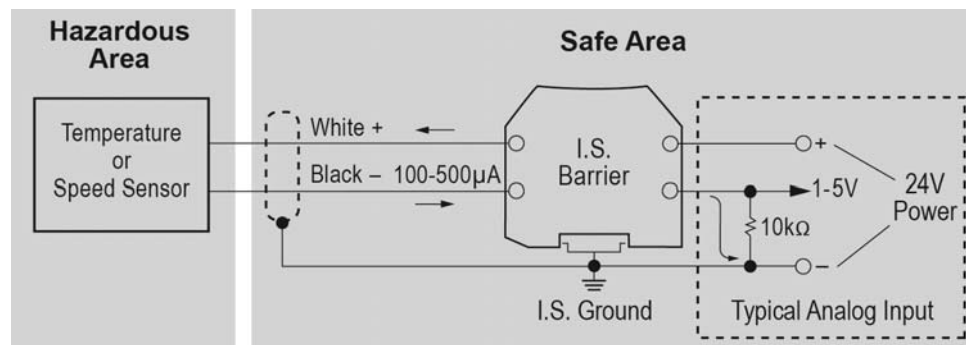 Hazardous
Area
Safe Area
Temperature
or
Speed Sensor
White +
Black – 100-500µA
I.S.
Barrier
+
1-5V
24V
Power
10kΩ
–
I.S. Ground
Typical Analog Input